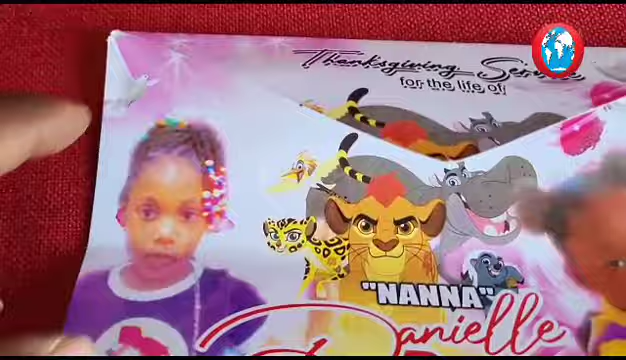 Thanksgiving Service
for the life of
"NANNA"
Danielle